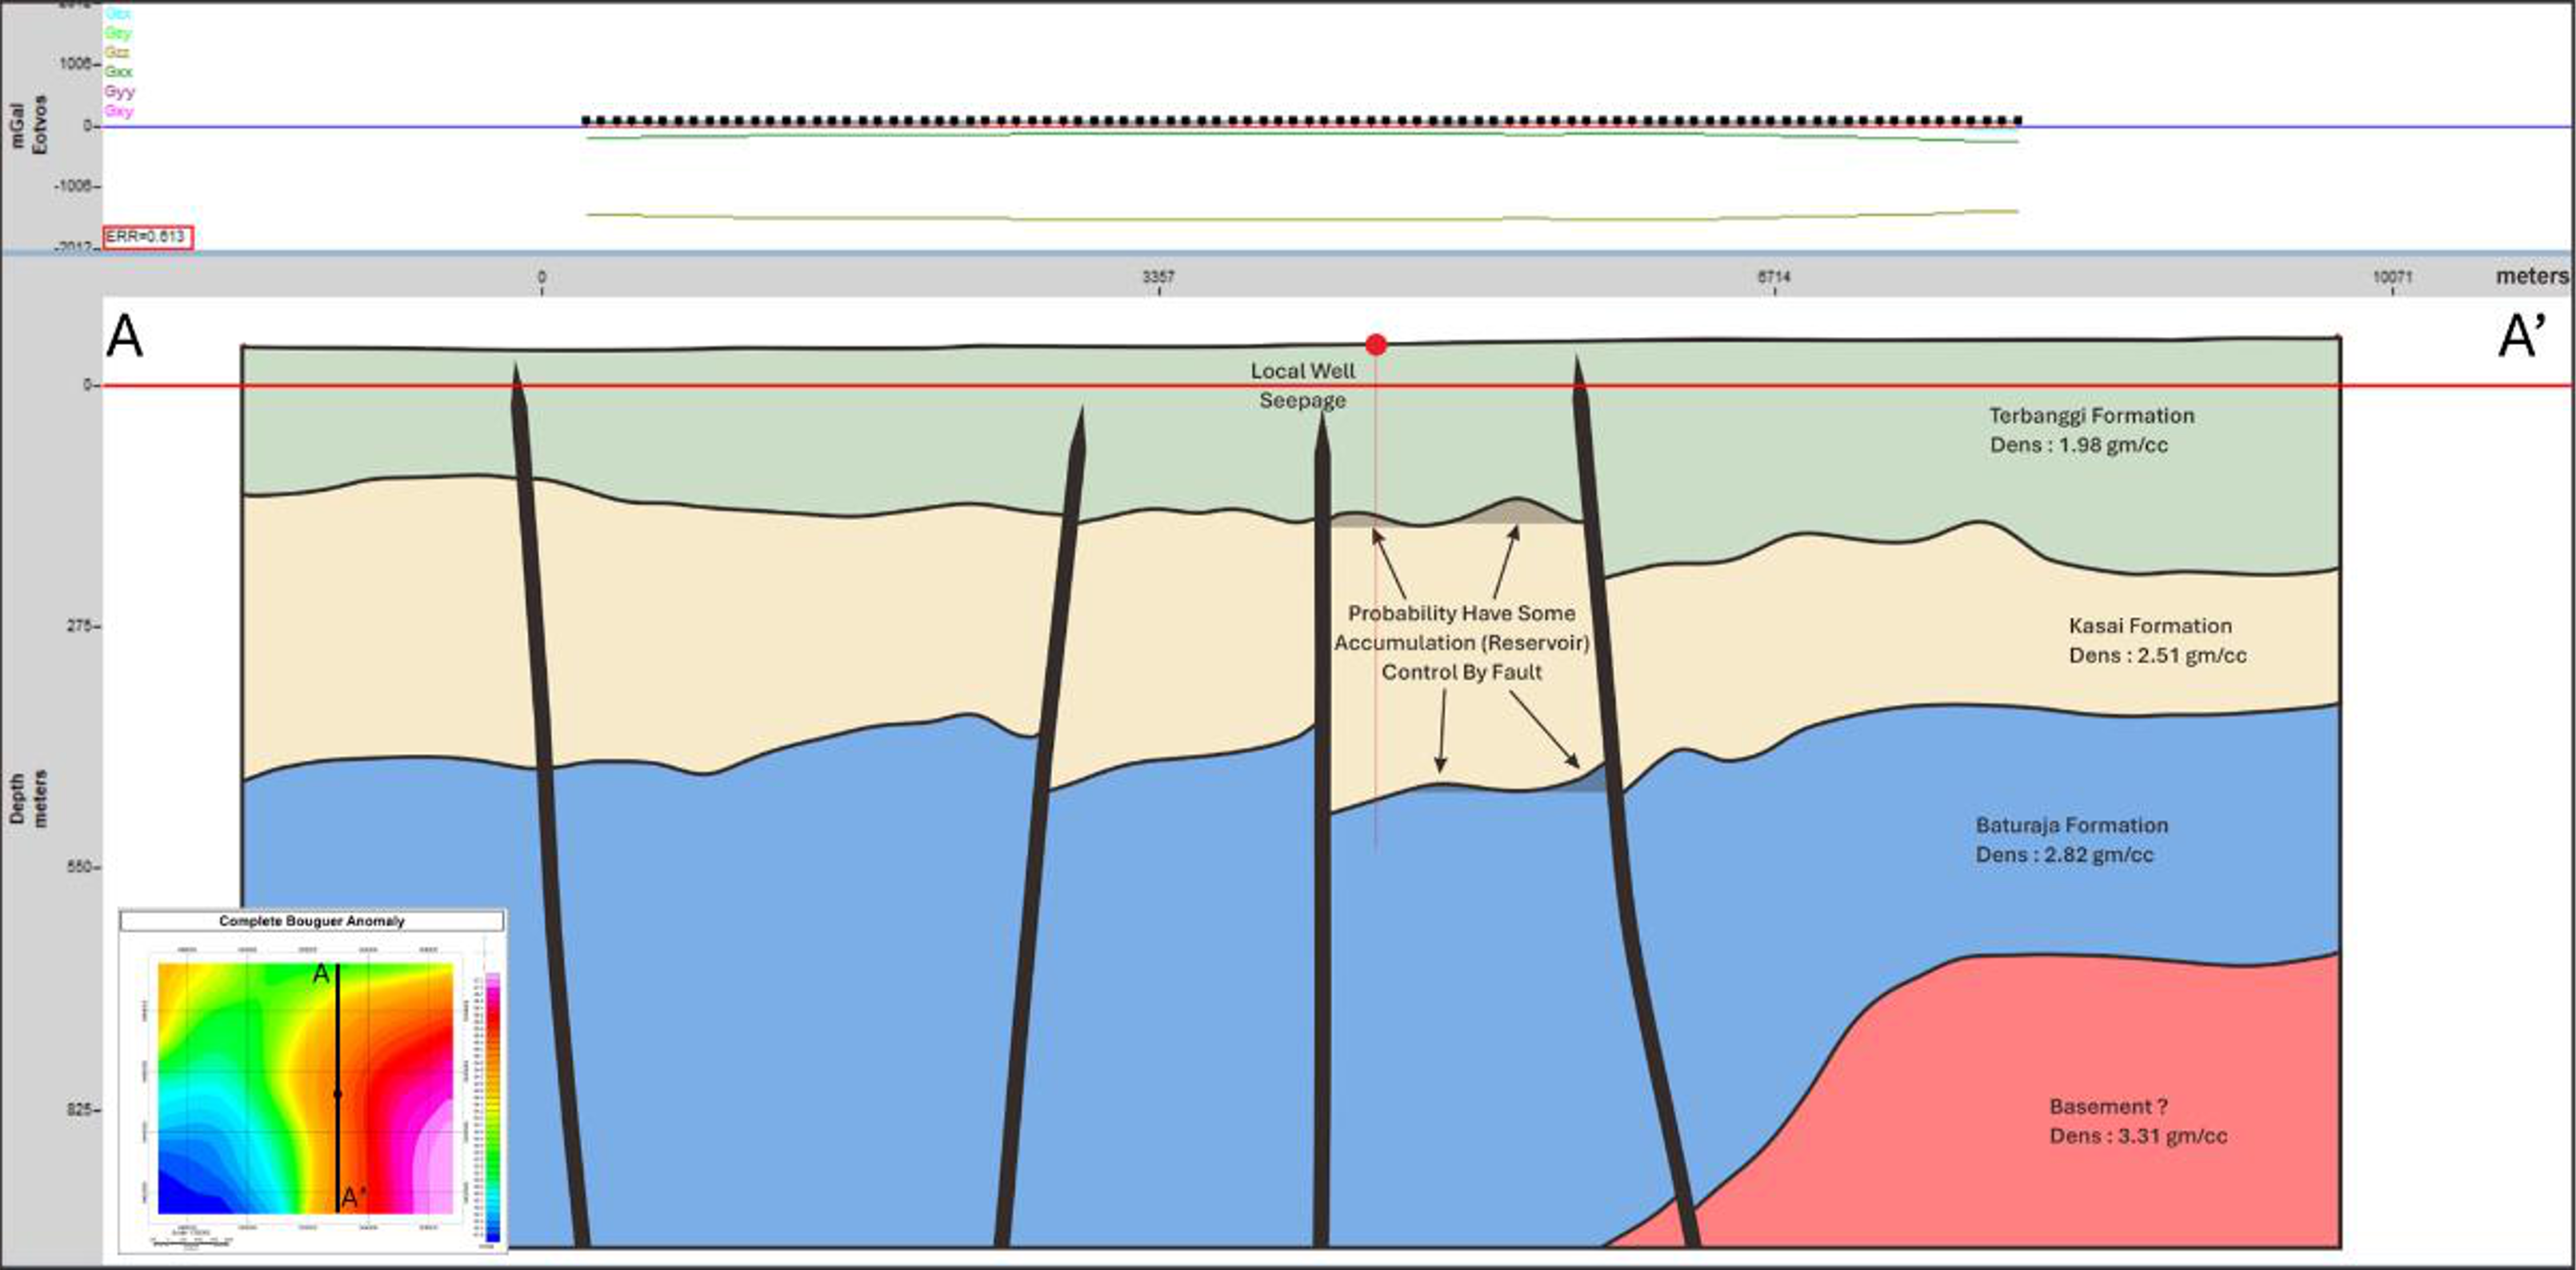 Gzx
Gzy
Gzz
Gxx
Gyy
Gxy
1006
0
-1006
-2012
mGal
Eotvos
ERR=0.613
0
3357
6714
10071
meters
A
A’
0
275
550
825
Depth
meters
Local Well
Seepage
Terbanggi Formation
Dens : 1.98 gm/cc
Probability Have Some
Accumulation (Reservoir)
Control By Fault
Kasai Formation
Dens : 2.51 gm/cc
Baturaja Formation
Dens : 2.82 gm/cc
Basement ?
Dens : 3.31 gm/cc
Complete Bouguer Anomaly
A
A'